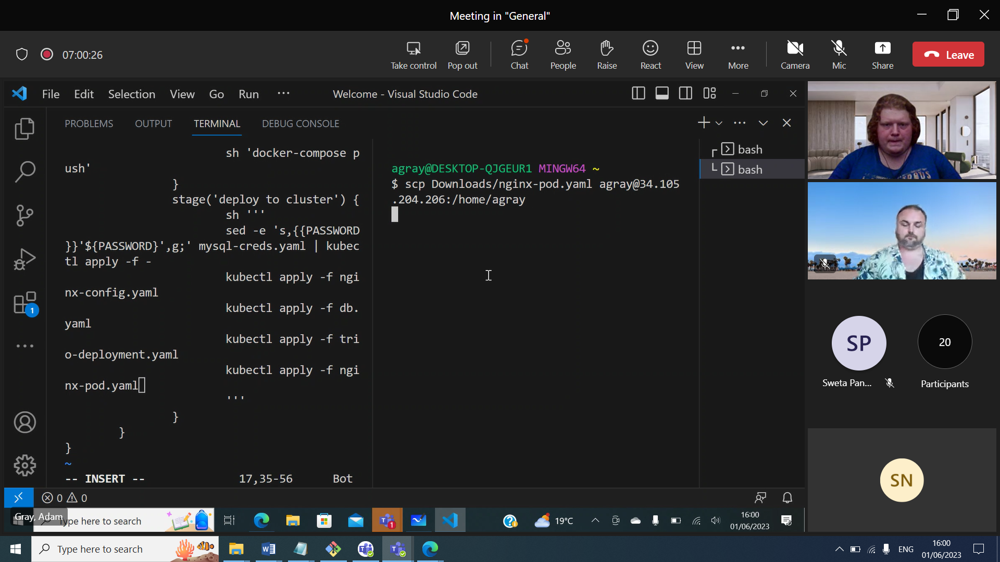 Meeting in "General"
07:00:26
Take control
Pop out
Chat
People
Raise
React
View
More
Camera
Mic
Share
Leave
File Edit Selection View Go Run ···
Welcome - Visual Studio Code
PROBLEMS OUTPUT TERMINAL DEBUG CONSOLE
sh 'docker-compose p
ush'
}
stage('deploy to cluster') {
sh '''
sed -e 's,{{PASSWORD
}}'${PASSWORD}',g;' mysql-creds.yaml | kubec
tl apply -f -
kubectl apply -f ngi
nx-config.yaml
kubectl apply -f db.
yaml
kubectl apply -f tri
o-deployment.yaml
kubectl apply -f ngi
nx-pod.yaml
'''
}
}
}
~
-- INSERT -- 17,35-56 Bot
agray@DESKTOP-QJGEUR1 MINGW64 ~
$ scp Downloads/nginx-pod.yaml agray@34.105
.204.206:/home/agray
bash
bash
1
0 0
SP
Sweta Pan...
20
Participants
SN
Gray, Adam
Type here to search
1
19°C
16:00
01/06/2023
Type here to search
ENG
16:00
01/06/2023